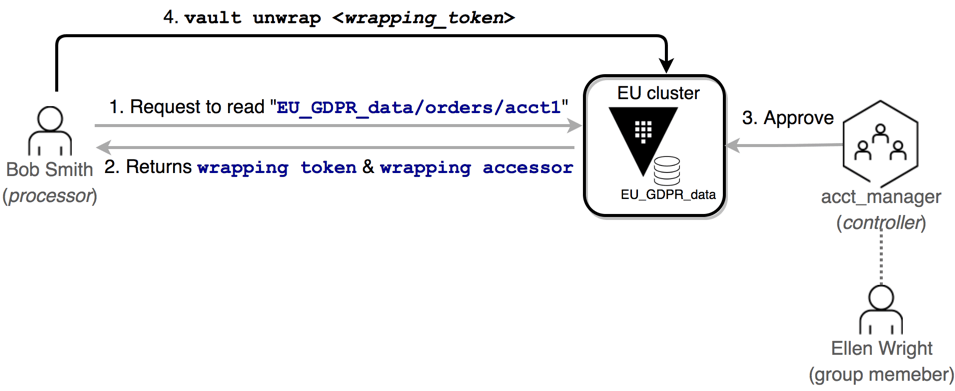 4. vault unwrap <wrapping_token>
1. Request to read "EU_GDPR_data/orders/acct1"
2. Returns wrapping token & wrapping accessor
Bob Smith
(processor)
EU cluster
EU_GDPR_data
3. Approve
acct_manager
(controller)
Ellen Wright
(group memeber)